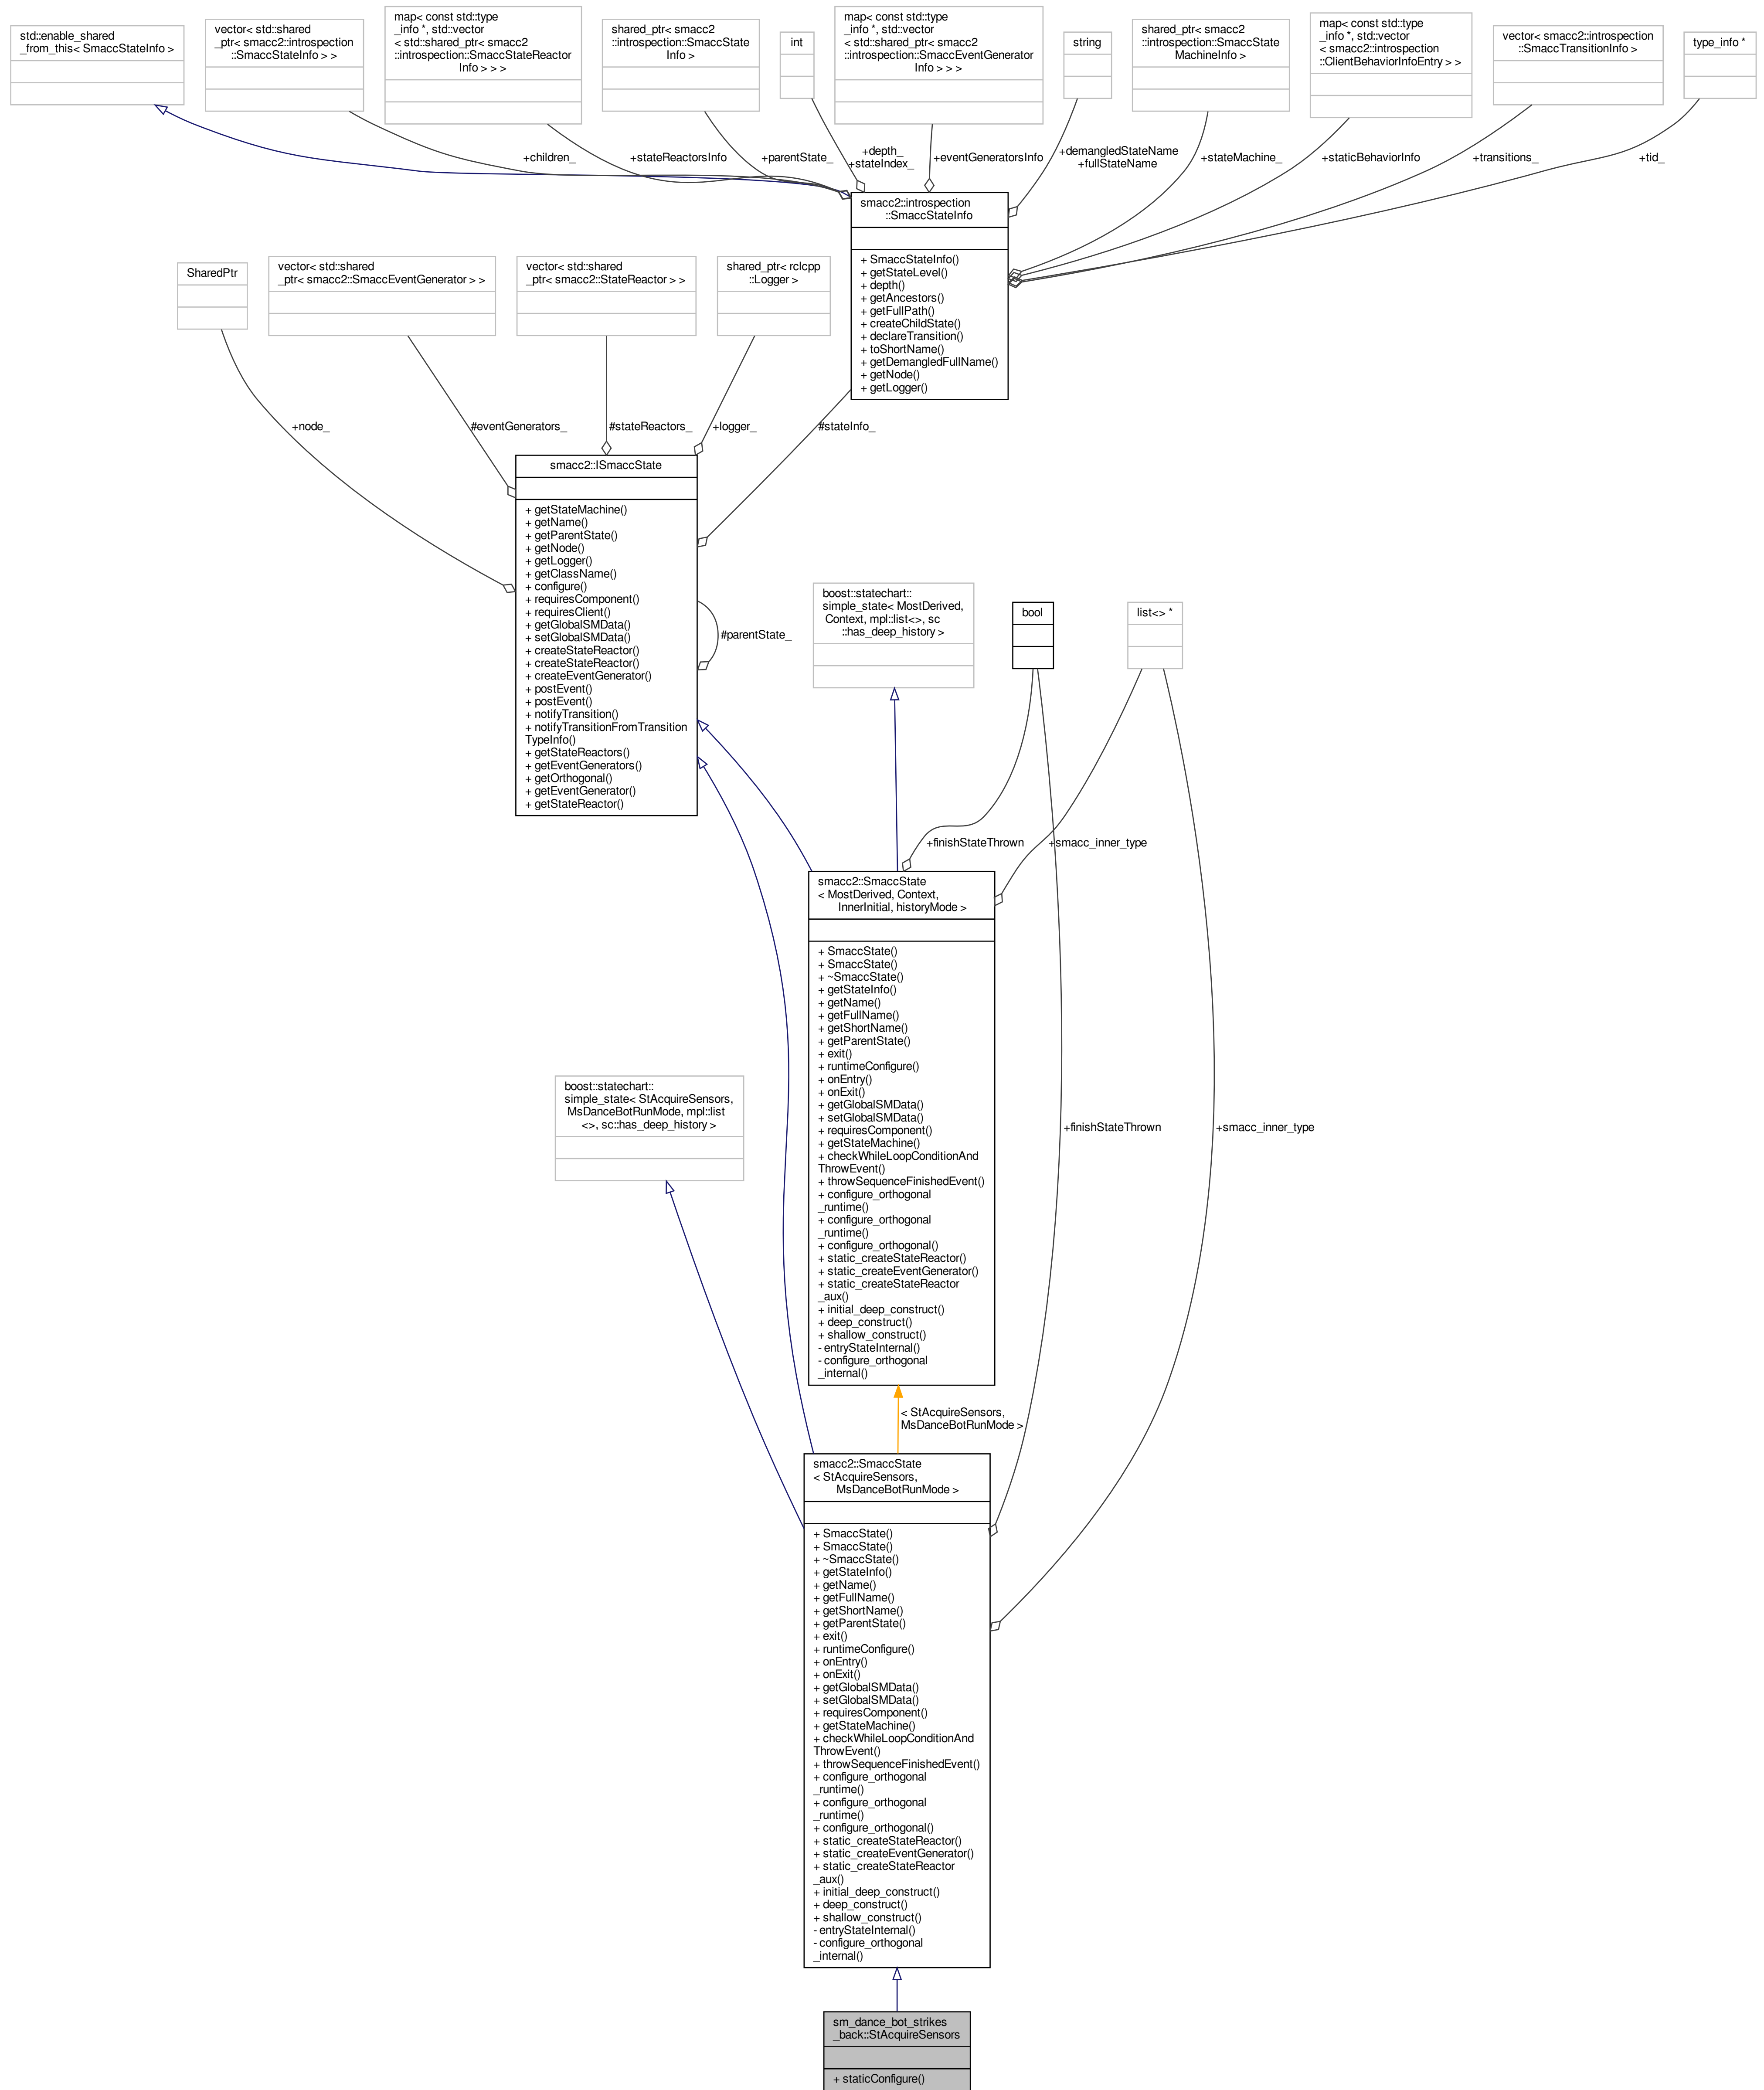 std::enable_shared
_from_this< SmaccStateInfo >
vector< std::shared
_ptr< smacc2::introspection
::SmaccStateInfo > >
map< const std::type
_info *, std::vector
< std::shared_ptr< smacc2
::introspection::SmaccStateReactor
Info > > >
shared_ptr< smacc2
::introspection::SmaccState
Info >
int
map< const std::type
_info *, std::vector
< std::shared_ptr< smacc2
::introspection::SmaccEventGenerator
Info > > >
string
shared_ptr< smacc2
::introspection::SmaccState
MachineInfo >
map< const std::type
_info *, std::vector
< smacc2::introspection
::ClientBehaviorInfoEntry > >
vector< smacc2::introspection
::SmaccTransitionInfo >
type_info *
+children_
+stateReactorsInfo
+parentState_
+depth_
+stateIndex_
+eventGeneratorsInfo
+demangledStateName
+fullStateName
+stateMachine_
+staticBehaviorInfo
+transitions_
+tid_
smacc2::introspection
::SmaccStateInfo
+ SmaccStateInfo()
+ getStateLevel()
+ depth()
+ getAncestors()
+ getFullPath()
+ createChildState()
+ declareTransition()
+ toShortName()
+ getDemangledFullName()
+ getNode()
+ getLogger()
SharedPtr
vector< std::shared
_ptr< smacc2::SmaccEventGenerator > >
vector< std::shared
_ptr< smacc2::StateReactor > >
shared_ptr< rclcpp
::Logger >
+node_
#eventGenerators_
#stateReactors_
+logger_
#stateInfo_
smacc2::ISmaccState
+ getStateMachine()
+ getName()
+ getParentState()
+ getNode()
+ getLogger()
+ getClassName()
+ configure()
+ requiresComponent()
+ requiresClient()
+ getGlobalSMData()
+ setGlobalSMData()
+ createStateReactor()
+ createStateReactor()
+ createEventGenerator()
+ postEvent()
+ postEvent()
+ notifyTransition()
+ notifyTransitionFromTransition
TypeInfo()
+ getStateReactors()
+ getEventGenerators()
+ getOrthogonal()
+ getEventGenerator()
+ getStateReactor()
#parentState_
boost::statechart::
simple_state< MostDerived,
Context, mpl::list<>, sc
::has_deep_history >
bool
list<> *
+finishStateThrown
+smacc_inner_type
smacc2::SmaccState
< MostDerived, Context,
InnerInitial, historyMode >
+ SmaccState()
+ SmaccState()
+ ~SmaccState()
+ getStateInfo()
+ getName()
+ getFullName()
+ getShortName()
+ getParentState()
+ exit()
+ runtimeConfigure()
+ onEntry()
+ onExit()
+ getGlobalSMData()
+ setGlobalSMData()
+ requiresComponent()
+ getStateMachine()
+ checkWhileLoopConditionAnd
ThrowEvent()
+ throwSequenceFinishedEvent()
+ configure_orthogonal
_runtime()
+ configure_orthogonal
_runtime()
+ configure_orthogonal()
+ static_createStateReactor()
+ static_createEventGenerator()
+ static_createStateReactor
_aux()
+ initial_deep_construct()
+ deep_construct()
+ shallow_construct()
- entryStateInternal()
- configure_orthogonal
_internal()
boost::statechart::
simple_state< StAcquireSensors,
MsDanceBotRunMode, mpl::list
<>, sc::has_deep_history >
+finishStateThrown
+smacc_inner_type
< StAcquireSensors,
MsDanceBotRunMode >
smacc2::SmaccState
< StAcquireSensors,
MsDanceBotRunMode >
+ SmaccState()
+ SmaccState()
+ ~SmaccState()
+ getStateInfo()
+ getName()
+ getFullName()
+ getShortName()
+ getParentState()
+ exit()
+ runtimeConfigure()
+ onEntry()
+ onExit()
+ getGlobalSMData()
+ setGlobalSMData()
+ requiresComponent()
+ getStateMachine()
+ checkWhileLoopConditionAnd
ThrowEvent()
+ throwSequenceFinishedEvent()
+ configure_orthogonal
_runtime()
+ configure_orthogonal
_runtime()
+ configure_orthogonal()
+ static_createStateReactor()
+ static_createEventGenerator()
+ static_createStateReactor
_aux()
+ initial_deep_construct()
+ deep_construct()
+ shallow_construct()
- entryStateInternal()
- configure_orthogonal
_internal()
sm_dance_bot_strikes
_back::StAcquireSensors
+ staticConfigure()